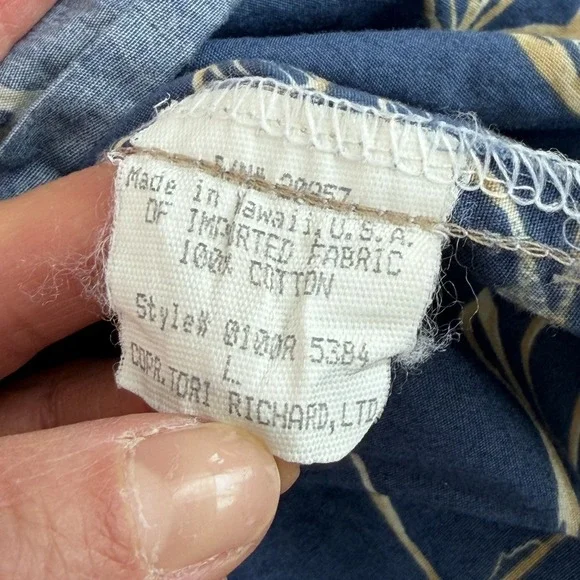 Made in Hawaii, U.S.A.
OF IMPORTED FABRIC
100% COTTON
Style# 0100R 5384
L
COPR.TORI RICHARD,LTD.